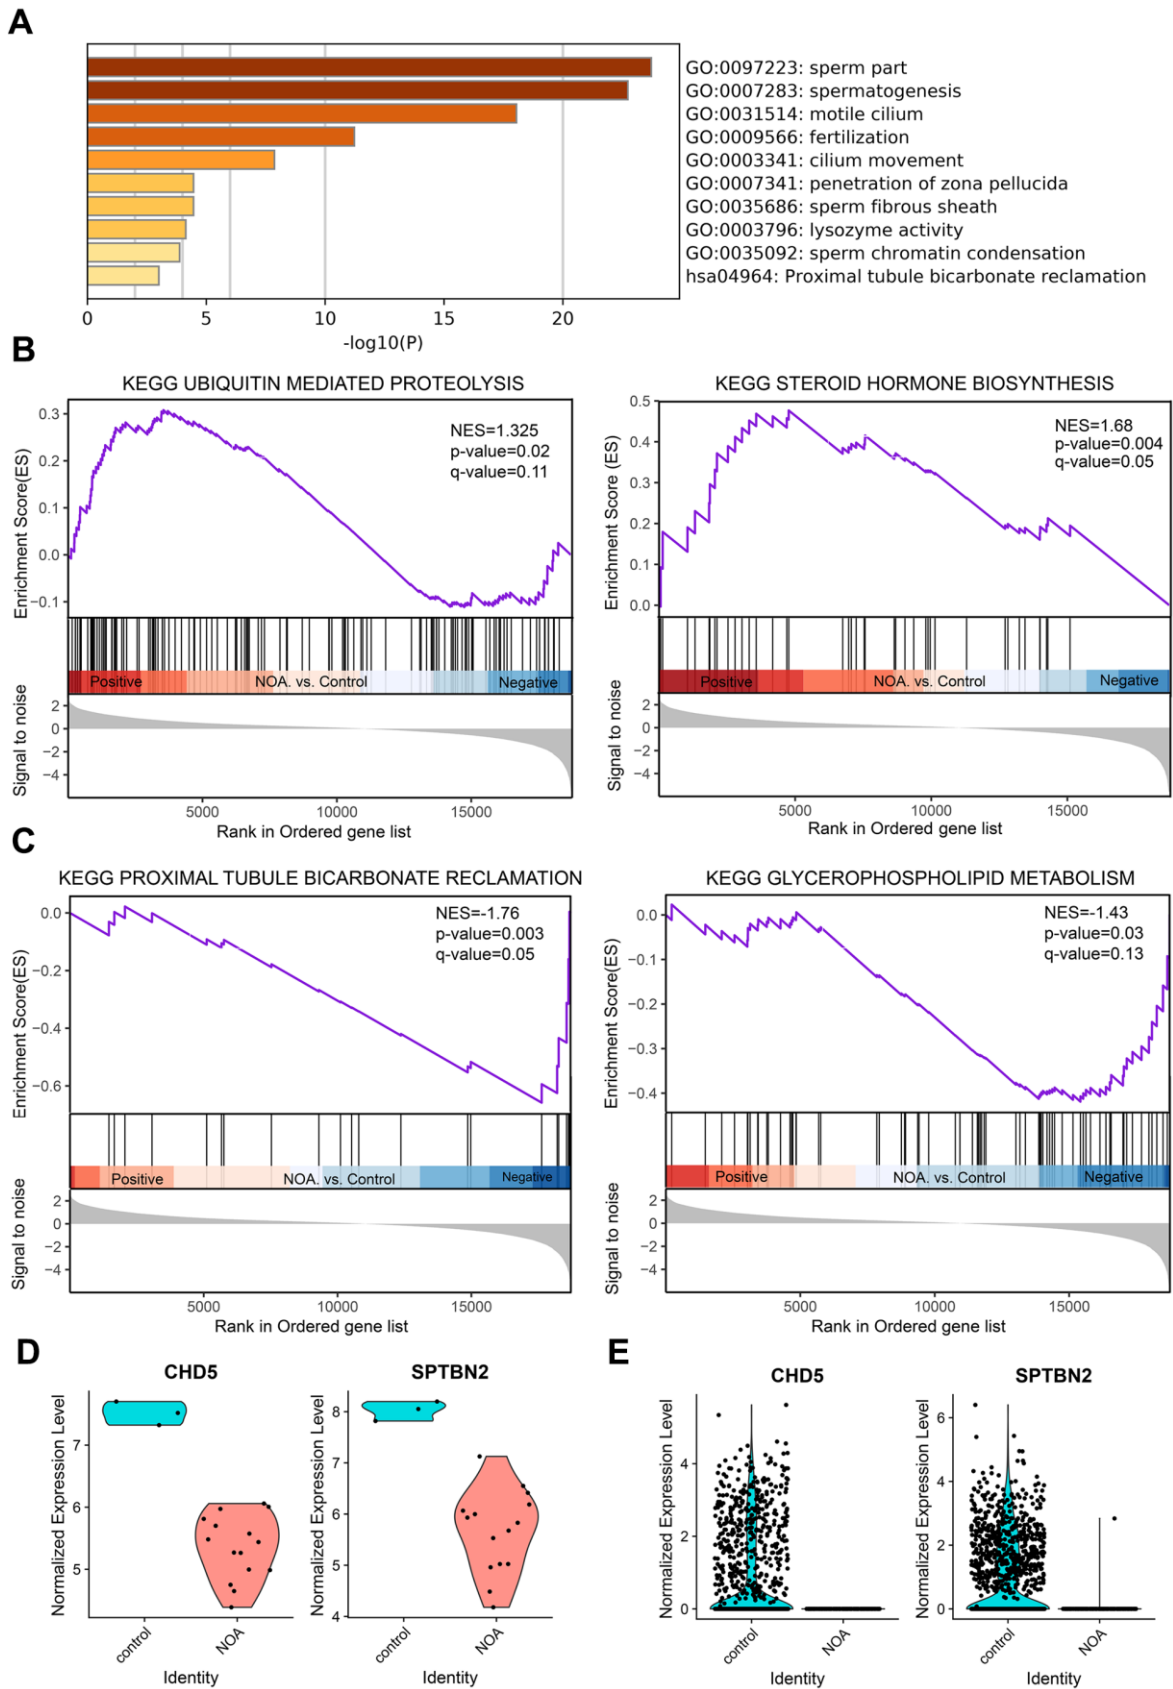 A
GO:0097223: sperm part
GO:0007283: spermatogenesis
GO:0031514: motile cilium
GO:0009566: fertilization
GO:0003341: cilium movement
GO:0007341: penetration of zona pellucida
GO:0035686: sperm fibrous sheath
GO:0003796: lysozyme activity
GO:0035092: sperm chromatin condensation
hsa04964: Proximal tubule bicarbonate reclamation
0 5 10 15 20
-log10(P)
B
KEGG UBIQUITIN MEDIATED PROTEOLYSIS
Enrichment Score(ES)
0.3
0.2
0.1
0.0
−0.1
NES=1.325
p-value=0.02
q-value=0.11
Positive NOA. vs. Control Negative
Signal to noise
2
0
−2
−4
5000 10000 15000
Rank in Ordered gene list
KEGG STEROID HORMONE BIOSYNTHESIS
Enrichment Score (ES)
0.5
0.4
0.3
0.2
0.1
0.0
NES=1.68
p-value=0.004
q-value=0.05
Positive NOA. vs. Control Negative
Signal to noise
2
0
−2
−4
5000 10000 15000
Rank in Ordered gene list
C
KEGG PROXIMAL TUBULE BICARBONATE RECLAMATION
Enrichment Score(ES)
0.0
−0.2
−0.4
−0.6
NES=-1.76
p-value=0.003
q-value=0.05
Positive NOA. vs. Control Negative
Signal to noise
2
0
−2
−4
5000 10000 15000
Rank in Ordered gene list
KEGG GLYCEROPHOSPHOLIPID METABOLISM
Enrichment Score(ES)
0.0
−0.1
−0.2
−0.3
−0.4
NES=-1.43
p-value=0.03
q-value=0.13
Positive NOA. vs. Control Negative
Signal to noise
2
0
−2
−4
5000 10000 15000
Rank in Ordered gene list
D
CHD5
Normalized Expression Level
7
6
5
control NOA
Identity
SPTBN2
Normalized Expression Level
8
7
6
5
4
control NOA
Identity
E
CHD5
Normalized Expression Level
4
2
0
control NOA
Identity
SPTBN2
Normalized Expression Level
6
4
2
0
control NOA
Identity